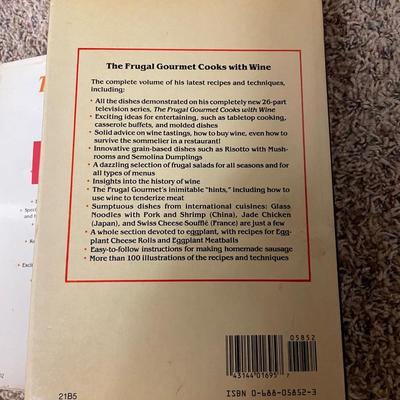 The Frugal Gourmet Cooks with Wine
The complete volume of his latest recipes and techniques,
including:
• All the dishes demonstrated on his completely new 26-part
television series, The Frugal Gourmet Cooks with Wine
• Exciting ideas for entertaining, such as tabletop cooking,
casserole buffets, and molded dishes
• Solid advice on wine tastings, how to buy wine, even how to
survive the sommelier in a restaurant!
• Innovative grain-based dishes such as Risotto with Mush-
rooms and Semolina Dumplings
• A dazzling selection of frugal salads for all seasons and for
all types of menus
• Insights into the history of wine
• The Frugal Gourmet's inimitable "hints," including how to
use wine to tenderize meat
• Sumptuous dishes from international cuisines: Glass
Noodles with Pork and Shrimp (China), Jade Chicken
(Japan), and Swiss Cheese Soufflé (France) are just a few
• A whole section devoted to eggplant, with recipes for Egg-
plant Cheese Rolls and Eggplant Meatballs
• Easy-to-follow instructions for making homemade sausage
• More than 100 illustrations of the recipes and techniques
05852
43144 01695 7
21B5
ISBN 0-688-05852-3